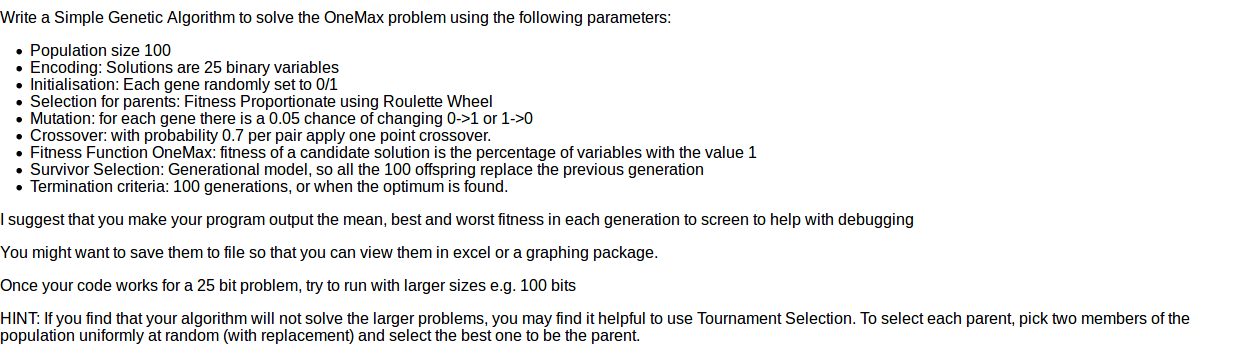 Write a Simple Genetic Algorithm to solve the OneMax problem using the following parameters:
• Population size 100
• Encoding: Solutions are 25 binary variables
• Initialisation: Each gene randomly set to 0/1
• Selection for parents: Fitness Proportionate using Roulette Wheel
• Mutation: for each gene there is a 0.05 chance of changing 0->1 or 1->0
• Crossover: with probability 0.7 per pair apply one point crossover.
• Fitness Function OneMax: fitness of a candidate solution is the percentage of variables with the value 1
• Survivor Selection: Generational model, so all the 100 offspring replace the previous generation
• Termination criteria: 100 generations, or when the optimum is found.
I suggest that you make your program output the mean, best and worst fitness in each generation to screen to help with debugging
You might want to save them to file so that you can view them in excel or a graphing package.
Once your code works for a 25 bit problem, try to run with larger sizes e.g. 100 bits
HINT: If you find that your algorithm will not solve the larger problems, you may find it helpful to use Tournament Selection. To select each parent, pick two members of the
population uniformly at random (with replacement) and select the best one to be the parent.